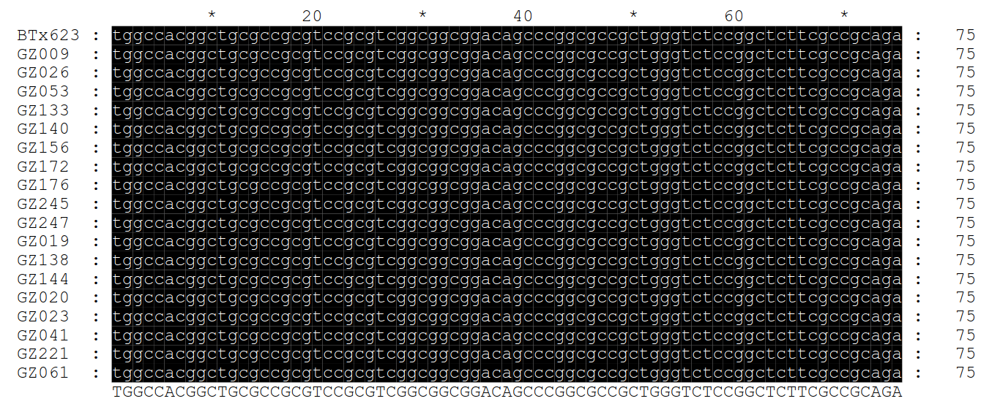 * 20 * 40 * 60 *
BTx623 : tggccacggctgcgccgcgtccgcgtcggcggcggacagcccggcgccgctgggtctccggctcttcgccgcaga : 75
GZ009 : tggccacggctgcgccgcgtccgcgtcggcggcggacagcccggcgccgctgggtctccggctcttcgccgcaga : 75
GZ026 : tggccacggctgcgccgcgtccgcgtcggcggcggacagcccggcgccgctgggtctccggctcttcgccgcaga : 75
GZ053 : tggccacggctgcgccgcgtccgcgtcggcggcggacagcccggcgccgctgggtctccggctcttcgccgcaga : 75
GZ133 : tggccacggctgcgccgcgtccgcgtcggcggcggacagcccggcgccgctgggtctccggctcttcgccgcaga : 75
GZ140 : tggccacggctgcgccgcgtccgcgtcggcggcggacagcccggcgccgctgggtctccggctcttcgccgcaga : 75
GZ156 : tggccacggctgcgccgcgtccgcgtcggcggcggacagcccggcgccgctgggtctccggctcttcgccgcaga : 75
GZ172 : tggccacggctgcgccgcgtccgcgtcggcggcggacagcccggcgccgctgggtctccggctcttcgccgcaga : 75
GZ176 : tggccacggctgcgccgcgtccgcgtcggcggcggacagcccggcgccgctgggtctccggctcttcgccgcaga : 75
GZ245 : tggccacggctgcgccgcgtccgcgtcggcggcggacagcccggcgccgctgggtctccggctcttcgccgcaga : 75
GZ247 : tggccacggctgcgccgcgtccgcgtcggcggcggacagcccggcgccgctgggtctccggctcttcgccgcaga : 75
GZ019 : tggccacggctgcgccgcgtccgcgtcggcggcggacagcccggcgccgctgggtctccggctcttcgccgcaga : 75
GZ138 : tggccacggctgcgccgcgtccgcgtcggcggcggacagcccggcgccgctgggtctccggctcttcgccgcaga : 75
GZ144 : tggccacggctgcgccgcgtccgcgtcggcggcggacagcccggcgccgctgggtctccggctcttcgccgcaga : 75
GZ020 : tggccacggctgcgccgcgtccgcgtcggcggcggacagcccggcgccgctgggtctccggctcttcgccgcaga : 75
GZ023 : tggccacggctgcgccgcgtccgcgtcggcggcggacagcccggcgccgctgggtctccggctcttcgccgcaga : 75
GZ041 : tggccacggctgcgccgcgtccgcgtcggcggcggacagcccggcgccgctgggtctccggctcttcgccgcaga : 75
GZ221 : tggccacggctgcgccgcgtccgcgtcggcggcggacagcccggcgccgctgggtctccggctcttcgccgcaga : 75
GZ061 : tggccacggctgcgccgcgtccgcgtcggcggcggacagcccggcgccgctgggtctccggctcttcgccgcaga : 75
TGGCCACGGCTGCGCCGCGTCCGCGTCGGCGGCGGACAGCCCGGCGCCGCTGGGTCTCCGGCTCTTCGCCGCAGA